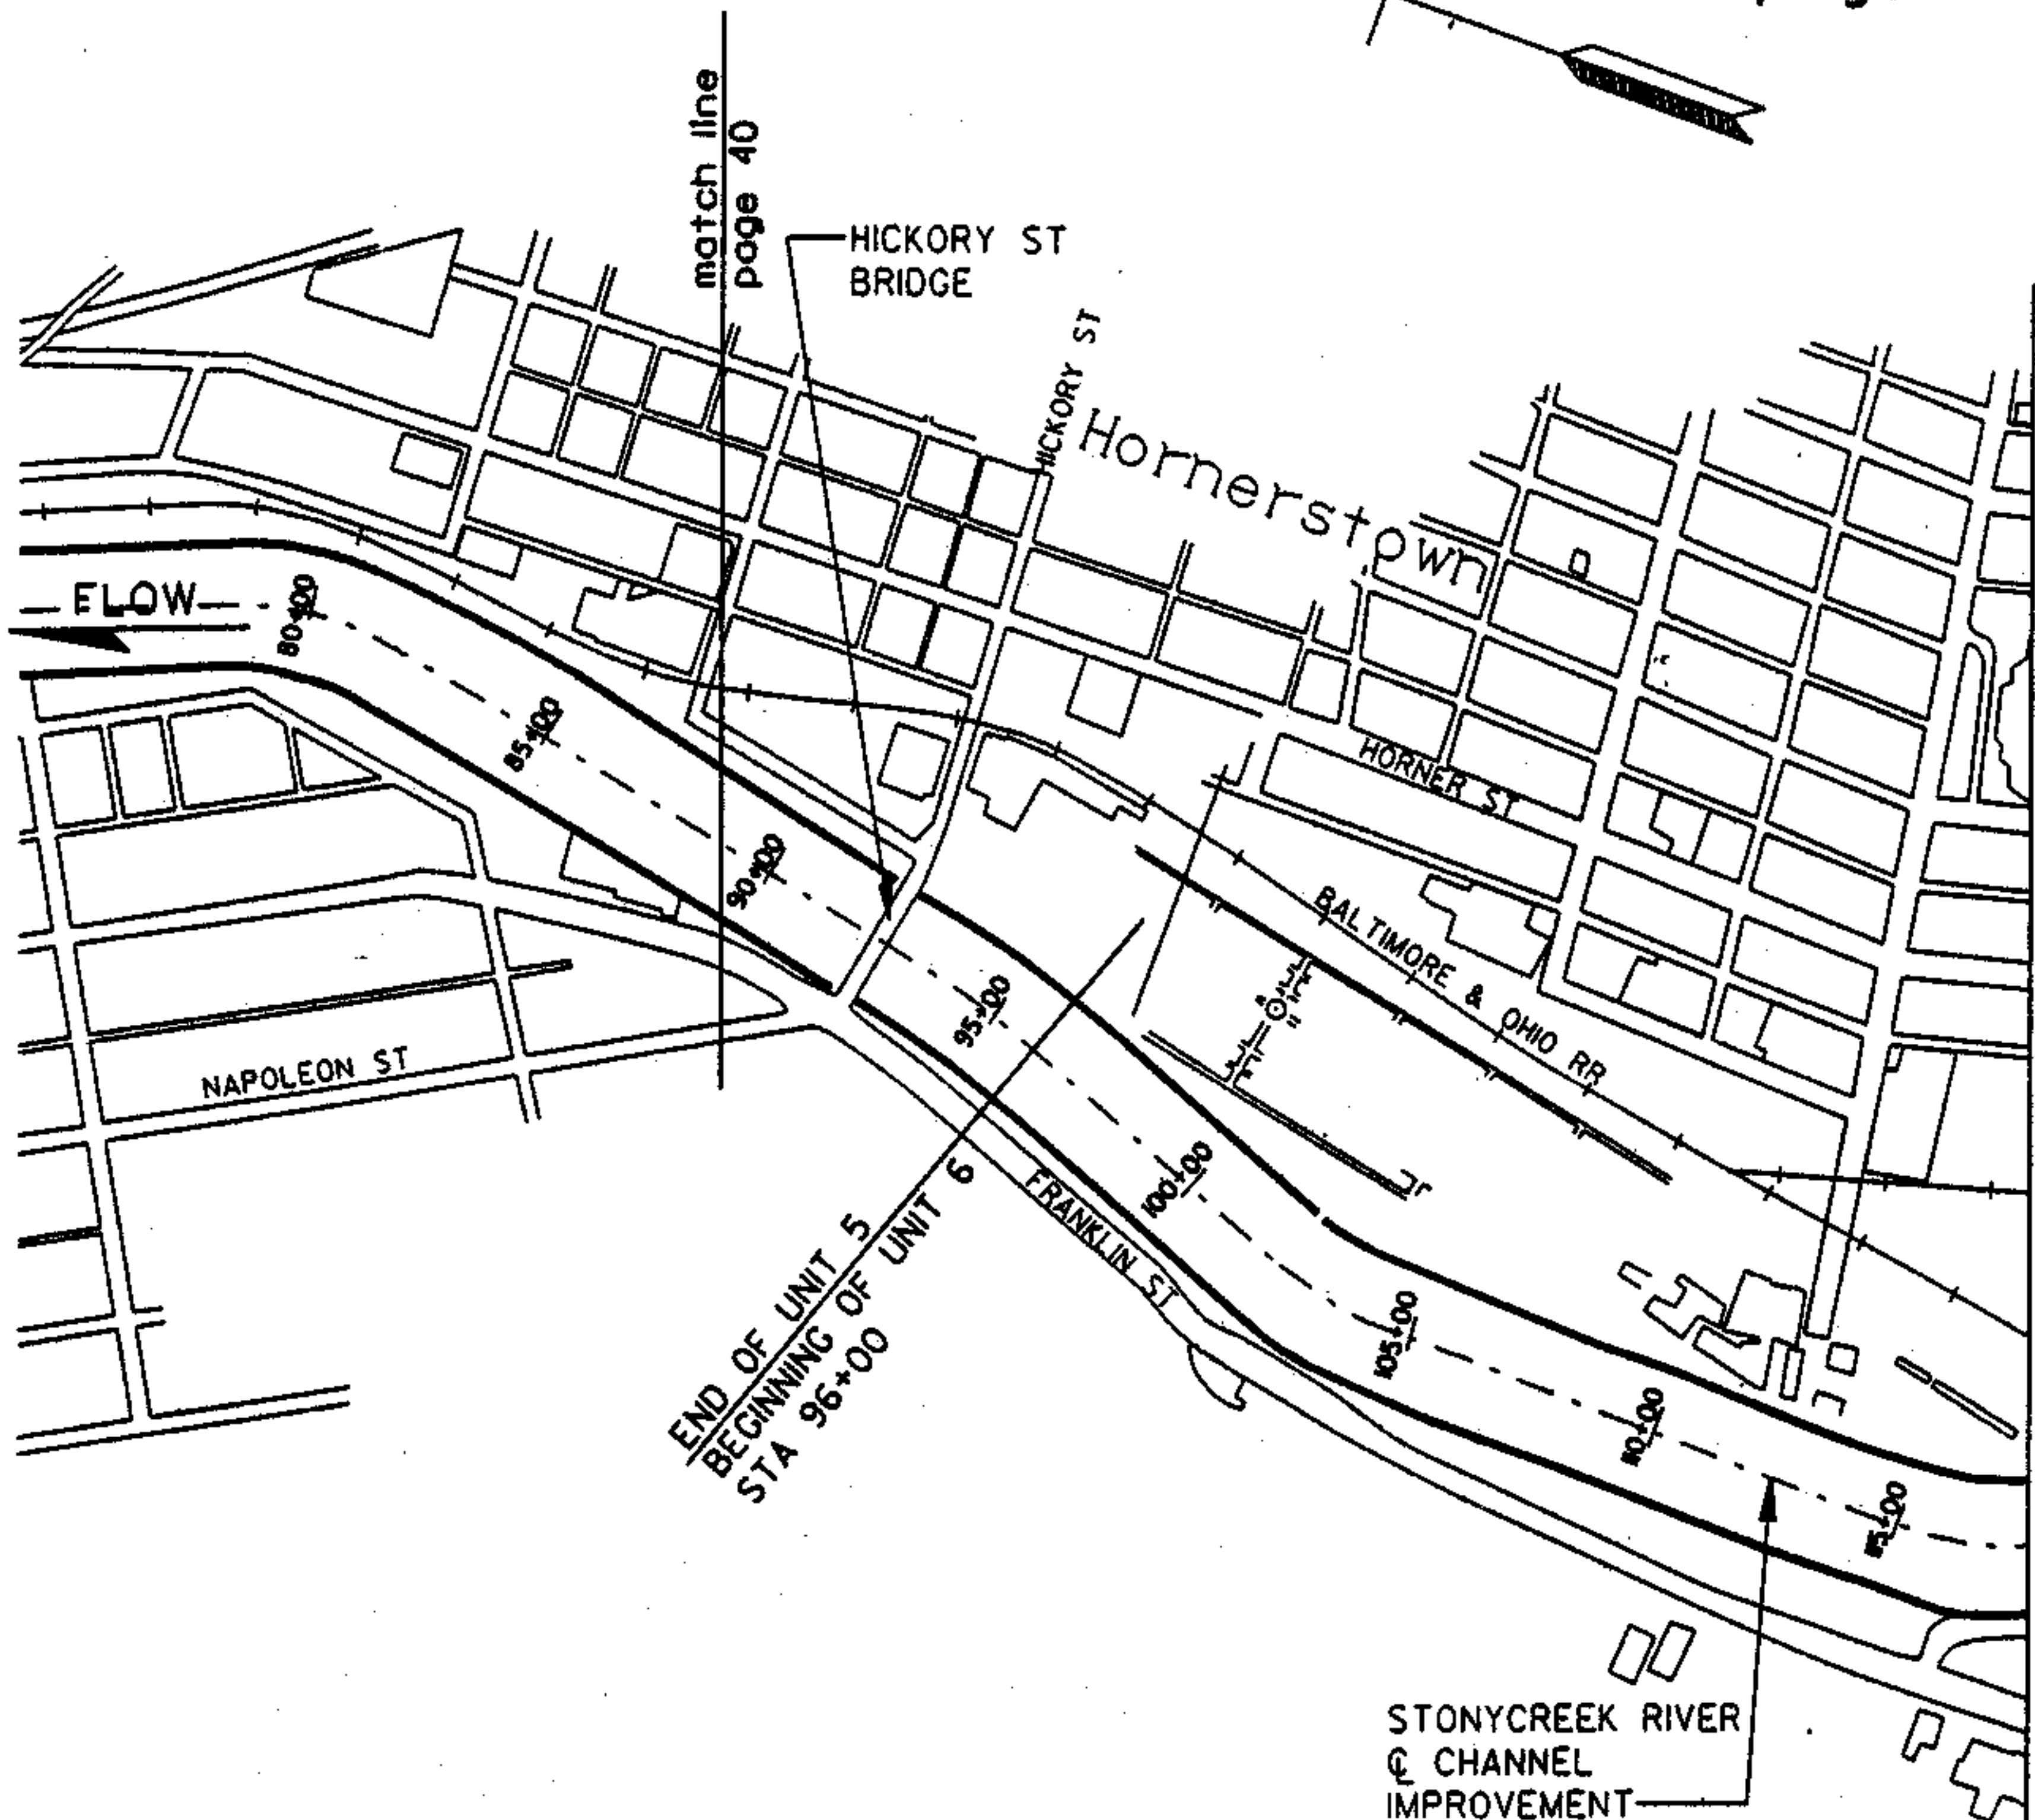 match line
page 40
HICKORY ST
BRIDGE
HICKORY ST
Hornerstown
FLOW
80+00
85+00
90+00
95+00
100+00
105+00
110+00
115+00
HORNER ST
BALTIMORE & OHIO RR
NAPOLEON ST
FRANKLIN ST
END OF UNIT 5
BEGINNING OF UNIT 6
STA 96+00
STONYCREEK RIVER
℄ CHANNEL
IMPROVEMENT